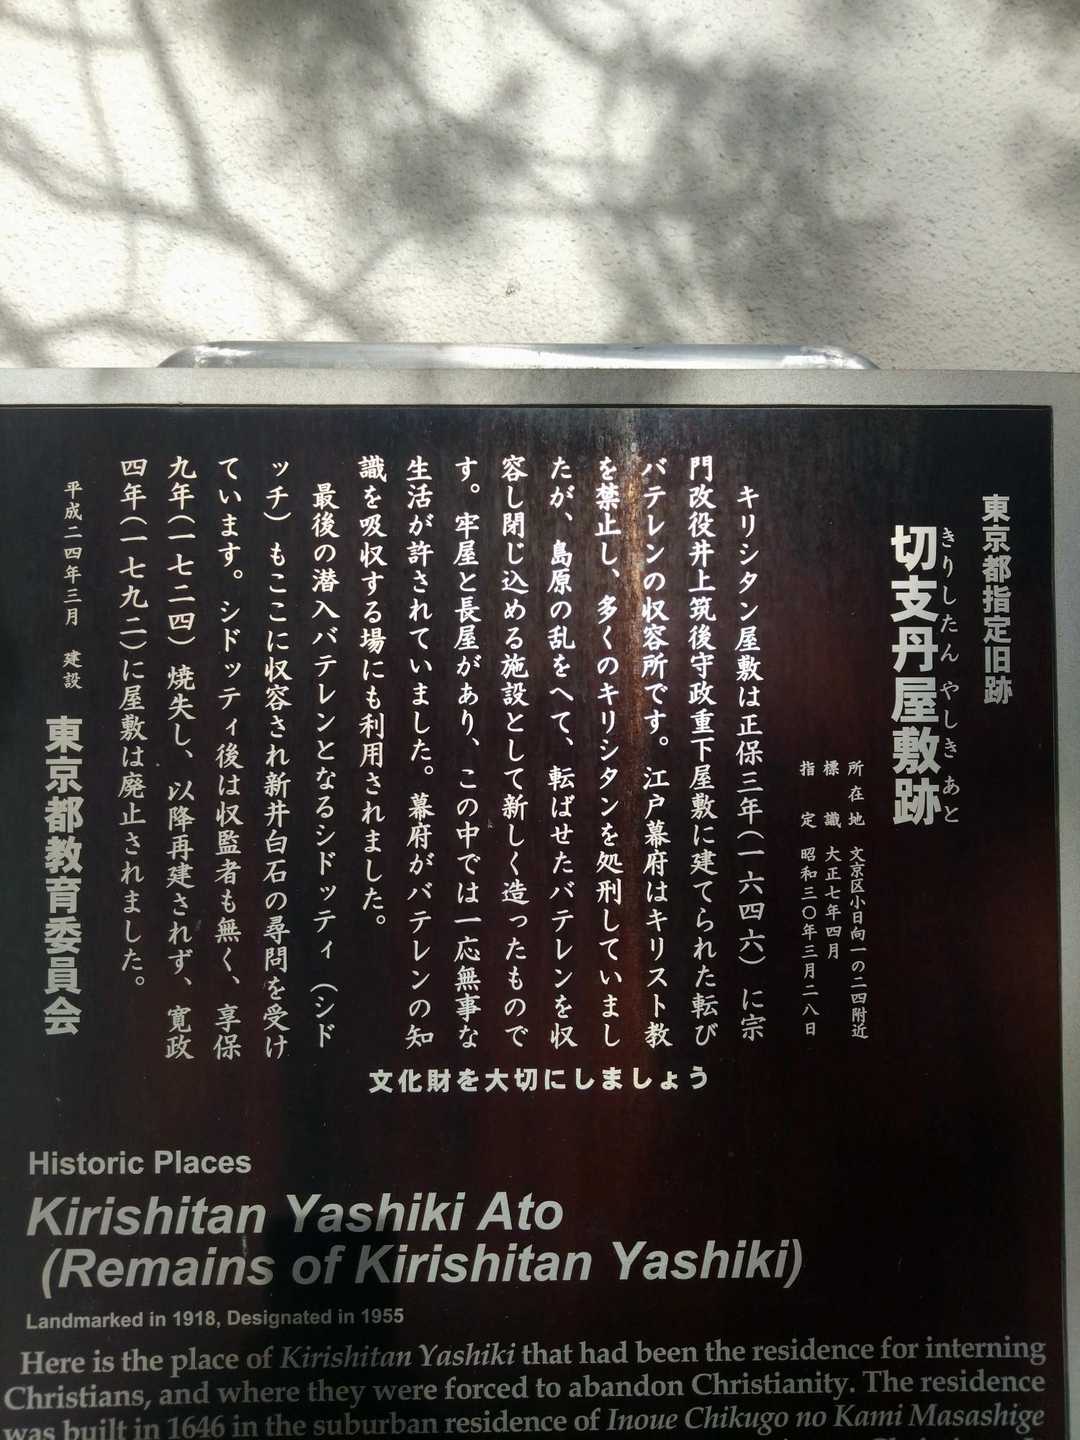 東京都指定旧跡
きりしたん やしきあと
切支丹屋敷跡
所在地 文京区小日向一の二四附近
標識 大正七年四月
指定 昭和三〇年三月二八日
キリシタン屋敷は正保三年(一六四六)に宗
門改役井上筑後守政重下屋敷に建てられた転び
バテレンの収容所です。江戸幕府はキリスト教
を禁止し、多くのキリシタンを処刑していまし
たが、島原の乱をへて、転ばせたバテレンを収
容し閉じ込める施設として新しく造ったもので
す。牢屋と長屋があり、この中では一応無事な
生活が許されていました。幕府がバテレンの知
識を吸収する場にも利用されました。
最後の潜入バテレンとなるシドッティ(シド
ッチ)もここに収容され新井白石の尋問を受け
ています。シドッティ後は収監者も無く、享保
九年(一七二四)焼失し、以降再建されず、寛政
四年(一七九二)に屋敷は廃止されました。
平成二四年三月 建設
東京都教育委員会
文化財を大切にしましょう
Historic Places
Kirishitan Yashiki Ato
(Remains of Kirishitan Yashiki)
Landmarked in 1918, Designated in 1955
Here is the place of Kirishitan Yashiki that had been the residence for interning
Christians, and where they were forced to abandon Christianity. The residence
was built in 1646 in the suburban residence of Inoue Chikugo no Kami Masashige